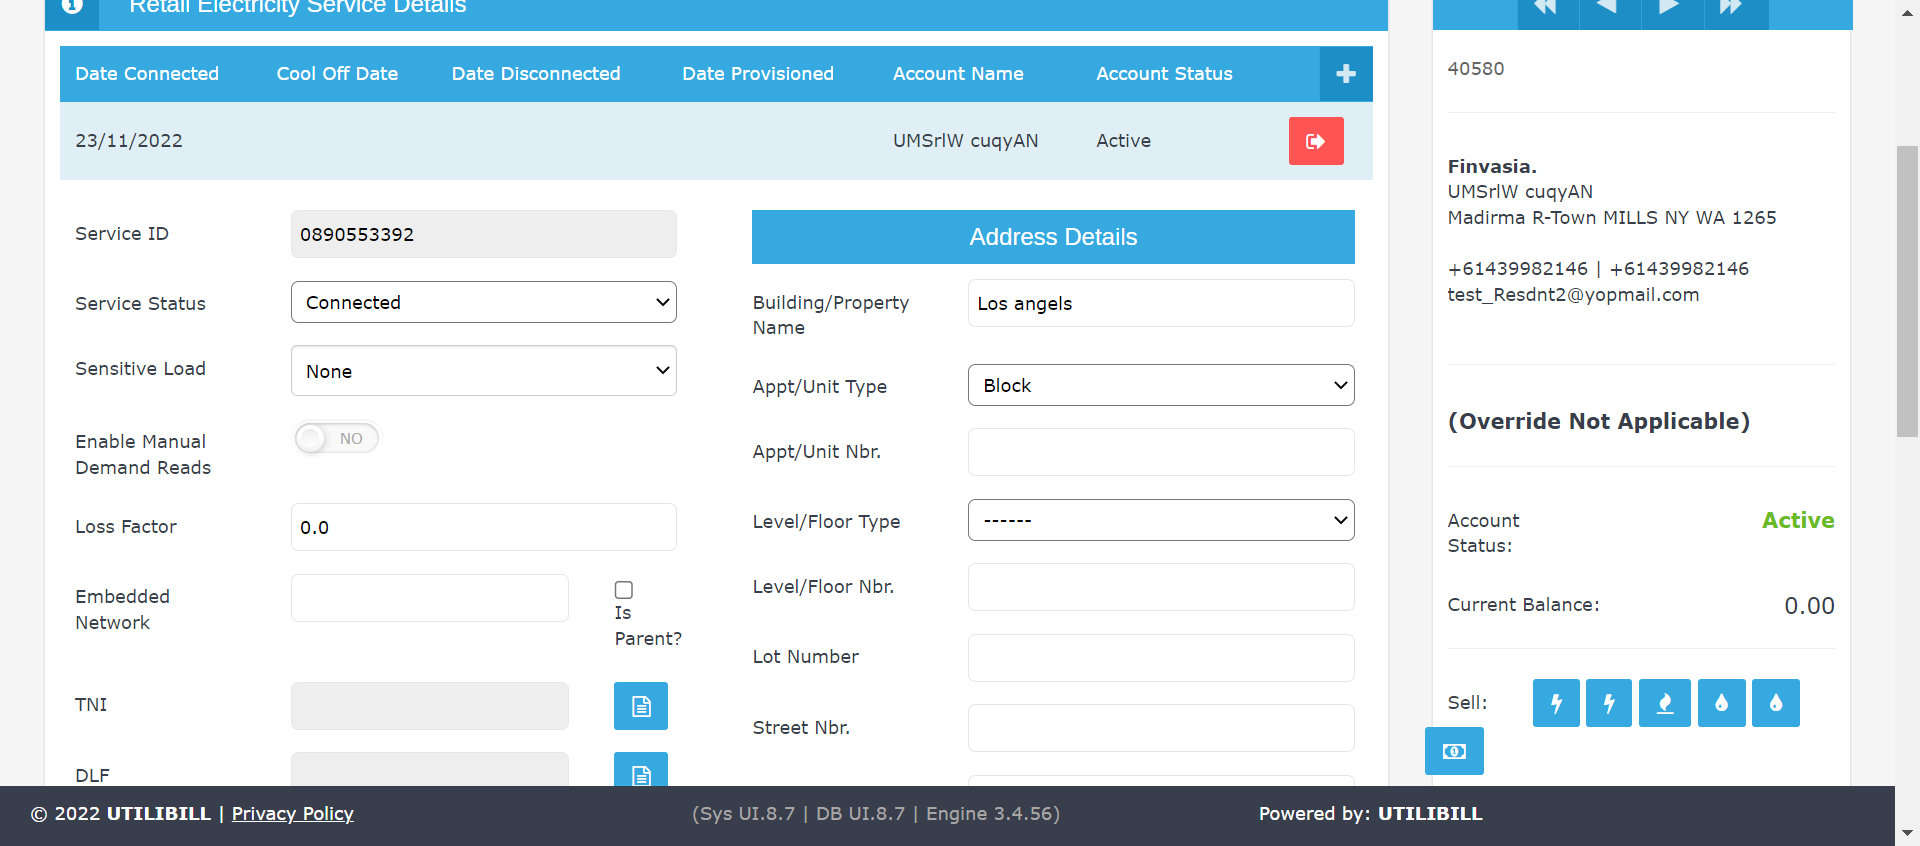 Retail Electricity Service Details
Date Connected Cool Off Date Date Disconnected Date Provisioned Account Name Account Status
23/11/2022 UMSrlW cuqyAN Active
Service ID 0890553392
Service Status Connected
Sensitive Load None
Enable Manual
Demand Reads
NO
Loss Factor 0.0
Embedded
Network
Is
Parent?
TNI
DLF
Address Details
Building/Property
Name
Los angels
Appt/Unit Type Block
Appt/Unit Nbr.
Level/Floor Type ------
Level/Floor Nbr.
Lot Number
Street Nbr.
40580
Finvasia.
UMSrlW cuqyAN
Madirma R-Town MILLS NY WA 1265
+61439982146 | +61439982146
test_Resdnt2@yopmail.com
(Override Not Applicable)
Account
Status:
Active
Current Balance: 0.00
Sell:
© 2022 UTILIBILL | Privacy Policy (Sys UI.8.7 | DB UI.8.7 | Engine 3.4.56) Powered by: UTILIBILL